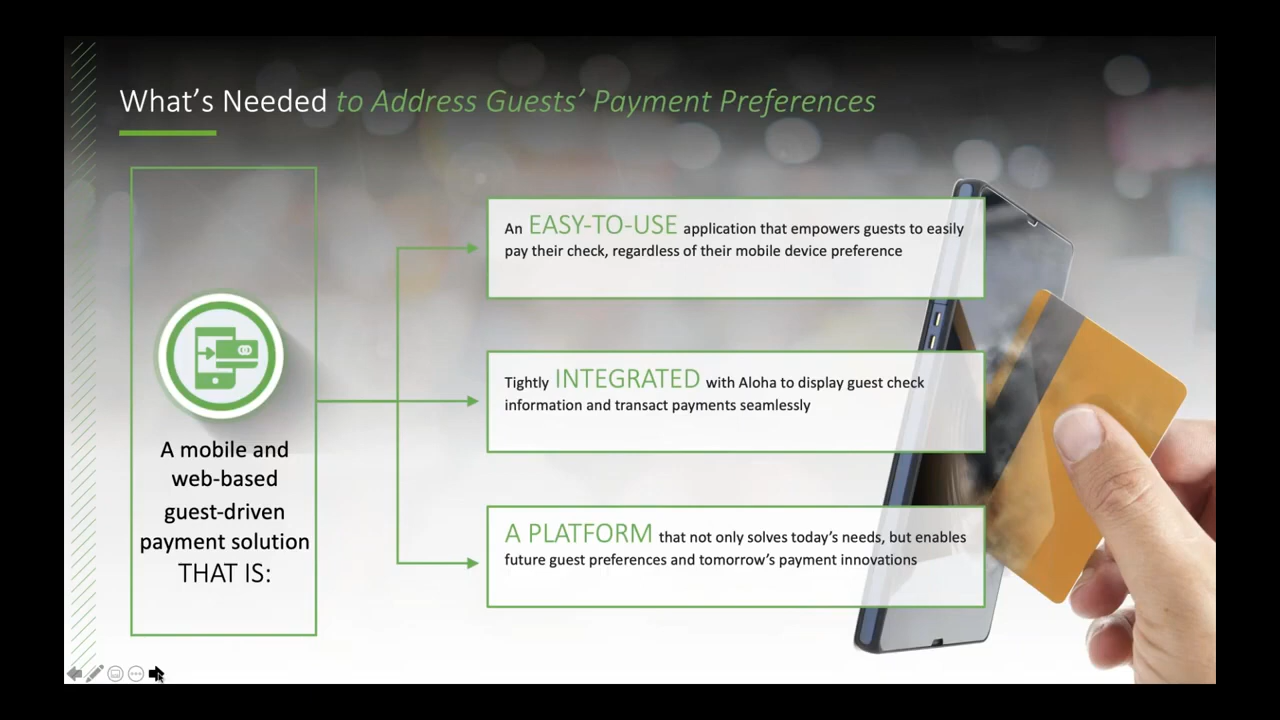 What’s Needed to Address Guests’ Payment Preferences
A mobile and
web-based
guest-driven
payment solution
THAT IS:
An EASY-TO-USE application that empowers guests to easily
pay their check, regardless of their mobile device preference
Tightly INTEGRATED with Aloha to display guest check
information and transact payments seamlessly
A PLATFORM that not only solves today’s needs, but enables
future guest preferences and tomorrow’s payment innovations